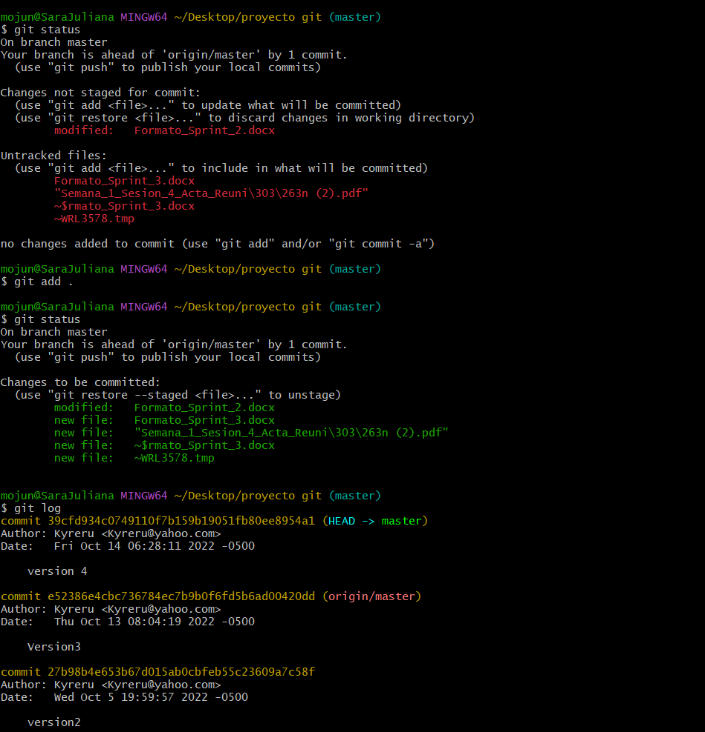 mojun@SaraJuliana MINGW64 ~/Desktop/proyecto git (master)
$ git status
On branch master
Your branch is ahead of 'origin/master' by 1 commit.
  (use "git push" to publish your local commits)

Changes not staged for commit:
  (use "git add <file>..." to update what will be committed)
  (use "git restore <file>..." to discard changes in working directory)
        modified:   Formato_Sprint_2.docx

Untracked files:
  (use "git add <file>..." to include in what will be committed)
        Formato_Sprint_3.docx
        "Semana_1_Sesion_4_Acta_Reuni\303\263n (2).pdf"
        ~$rmato_Sprint_3.docx
        ~WRL3578.tmp

no changes added to commit (use "git add" and/or "git commit -a")

mojun@SaraJuliana MINGW64 ~/Desktop/proyecto git (master)
$ git add .

mojun@SaraJuliana MINGW64 ~/Desktop/proyecto git (master)
$ git status
On branch master
Your branch is ahead of 'origin/master' by 1 commit.
  (use "git push" to publish your local commits)

Changes to be committed:
  (use "git restore --staged <file>..." to unstage)
        modified:   Formato_Sprint_2.docx
        new file:   Formato_Sprint_3.docx
        new file:   "Semana_1_Sesion_4_Acta_Reuni\303\263n (2).pdf"
        new file:   ~$rmato_Sprint_3.docx
        new file:   ~WRL3578.tmp

mojun@SaraJuliana MINGW64 ~/Desktop/proyecto git (master)
$ git log
commit 39cfd934c0749110f7b159b19051fb80ee8954a1 (HEAD -> master)
Author: Kyreru <Kyreru@yahoo.com>
Date:   Fri Oct 14 06:28:11 2022 -0500

    version 4

commit e52386e4cbc736784ec7b9b0f6fd5b6ad00420dd (origin/master)
Author: Kyreru <Kyreru@yahoo.com>
Date:   Thu Oct 13 08:04:19 2022 -0500

    Version3

commit 27b98b4e653b67d015ab0cbfeb55c23609a7c58f
Author: Kyreru <Kyreru@yahoo.com>
Date:   Wed Oct 5 19:59:57 2022 -0500

    version2